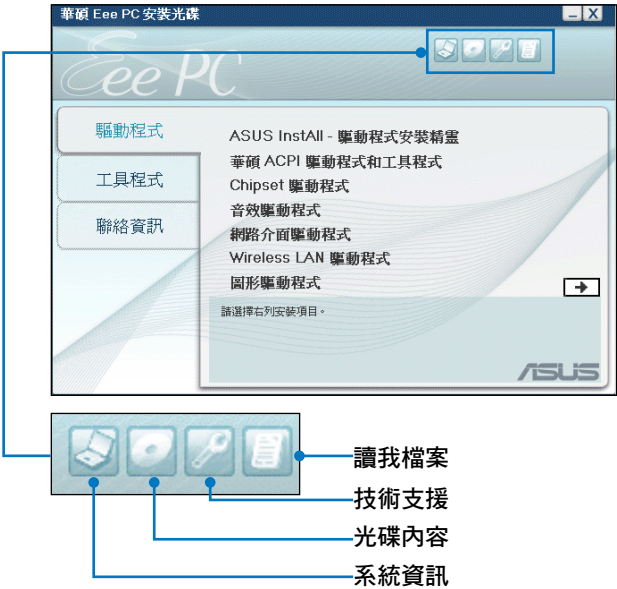 華碩 Eee PC 安裝光碟
Eee PC
驅動程式
工具程式
聯絡資訊
ASUS InstAll - 驅動程式安裝精靈
華碩 ACPI 驅動程式和工具程式
Chipset 驅動程式
音效驅動程式
網路介面驅動程式
Wireless LAN 驅動程式
圖形驅動程式
請選擇右列安裝項目。
ASUS
讀我檔案
技術支援
光碟內容
系統資訊